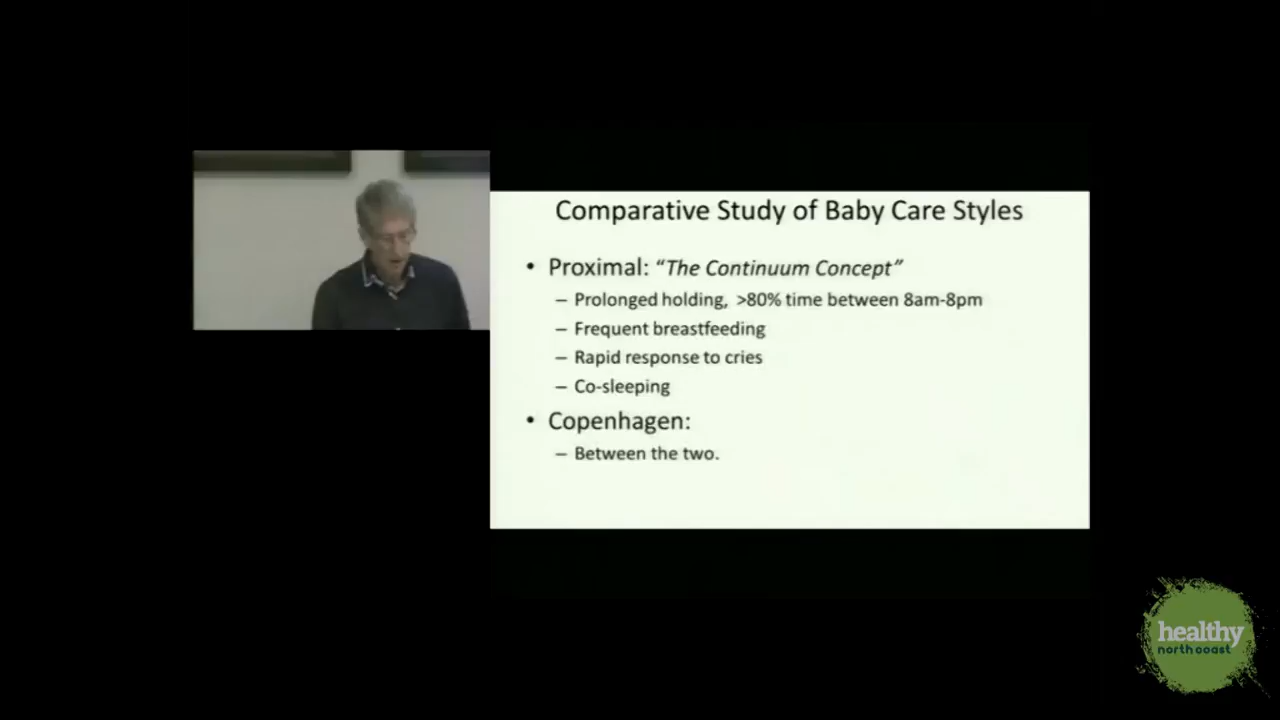 Comparative Study of Baby Care Styles
• Proximal: “The Continuum Concept”
– Prolonged holding, >80% time between 8am-8pm
– Frequent breastfeeding
– Rapid response to cries
– Co-sleeping
• Copenhagen:
– Between the two.
healthy
north coast